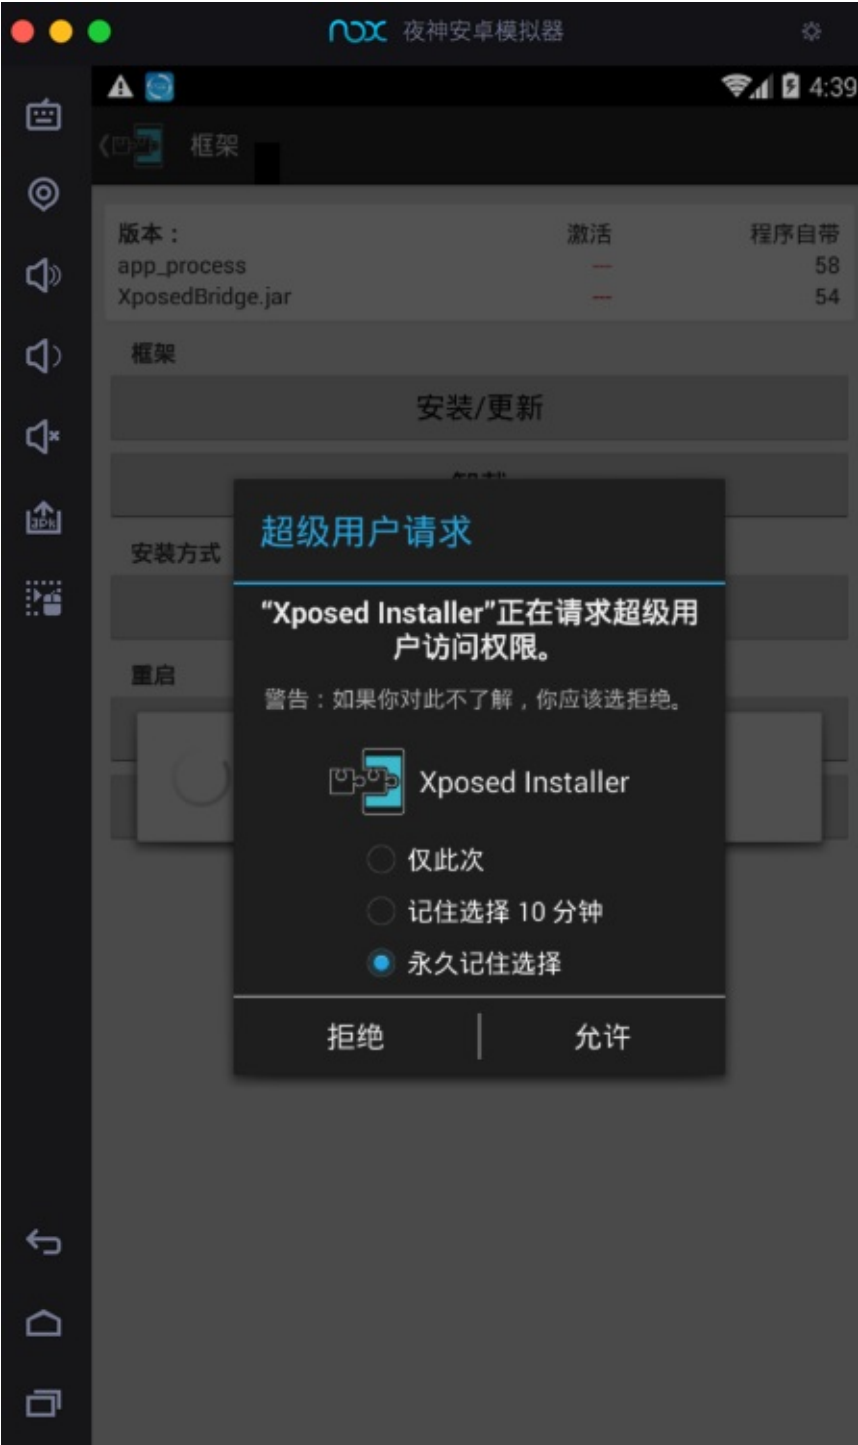 nox 夜神安卓模拟器
4:39
框架
版本： 激活 程序自带
app_process --- 58
XposedBridge.jar --- 54
框架
安装/更新
超级用户请求
安装方式
“Xposed Installer”正在请求超级用
户访问权限。
重启
警告：如果你对此不了解，你应该选拒绝。
Xposed Installer
仅此次
记住选择 10 分钟
永久记住选择
拒绝 允许